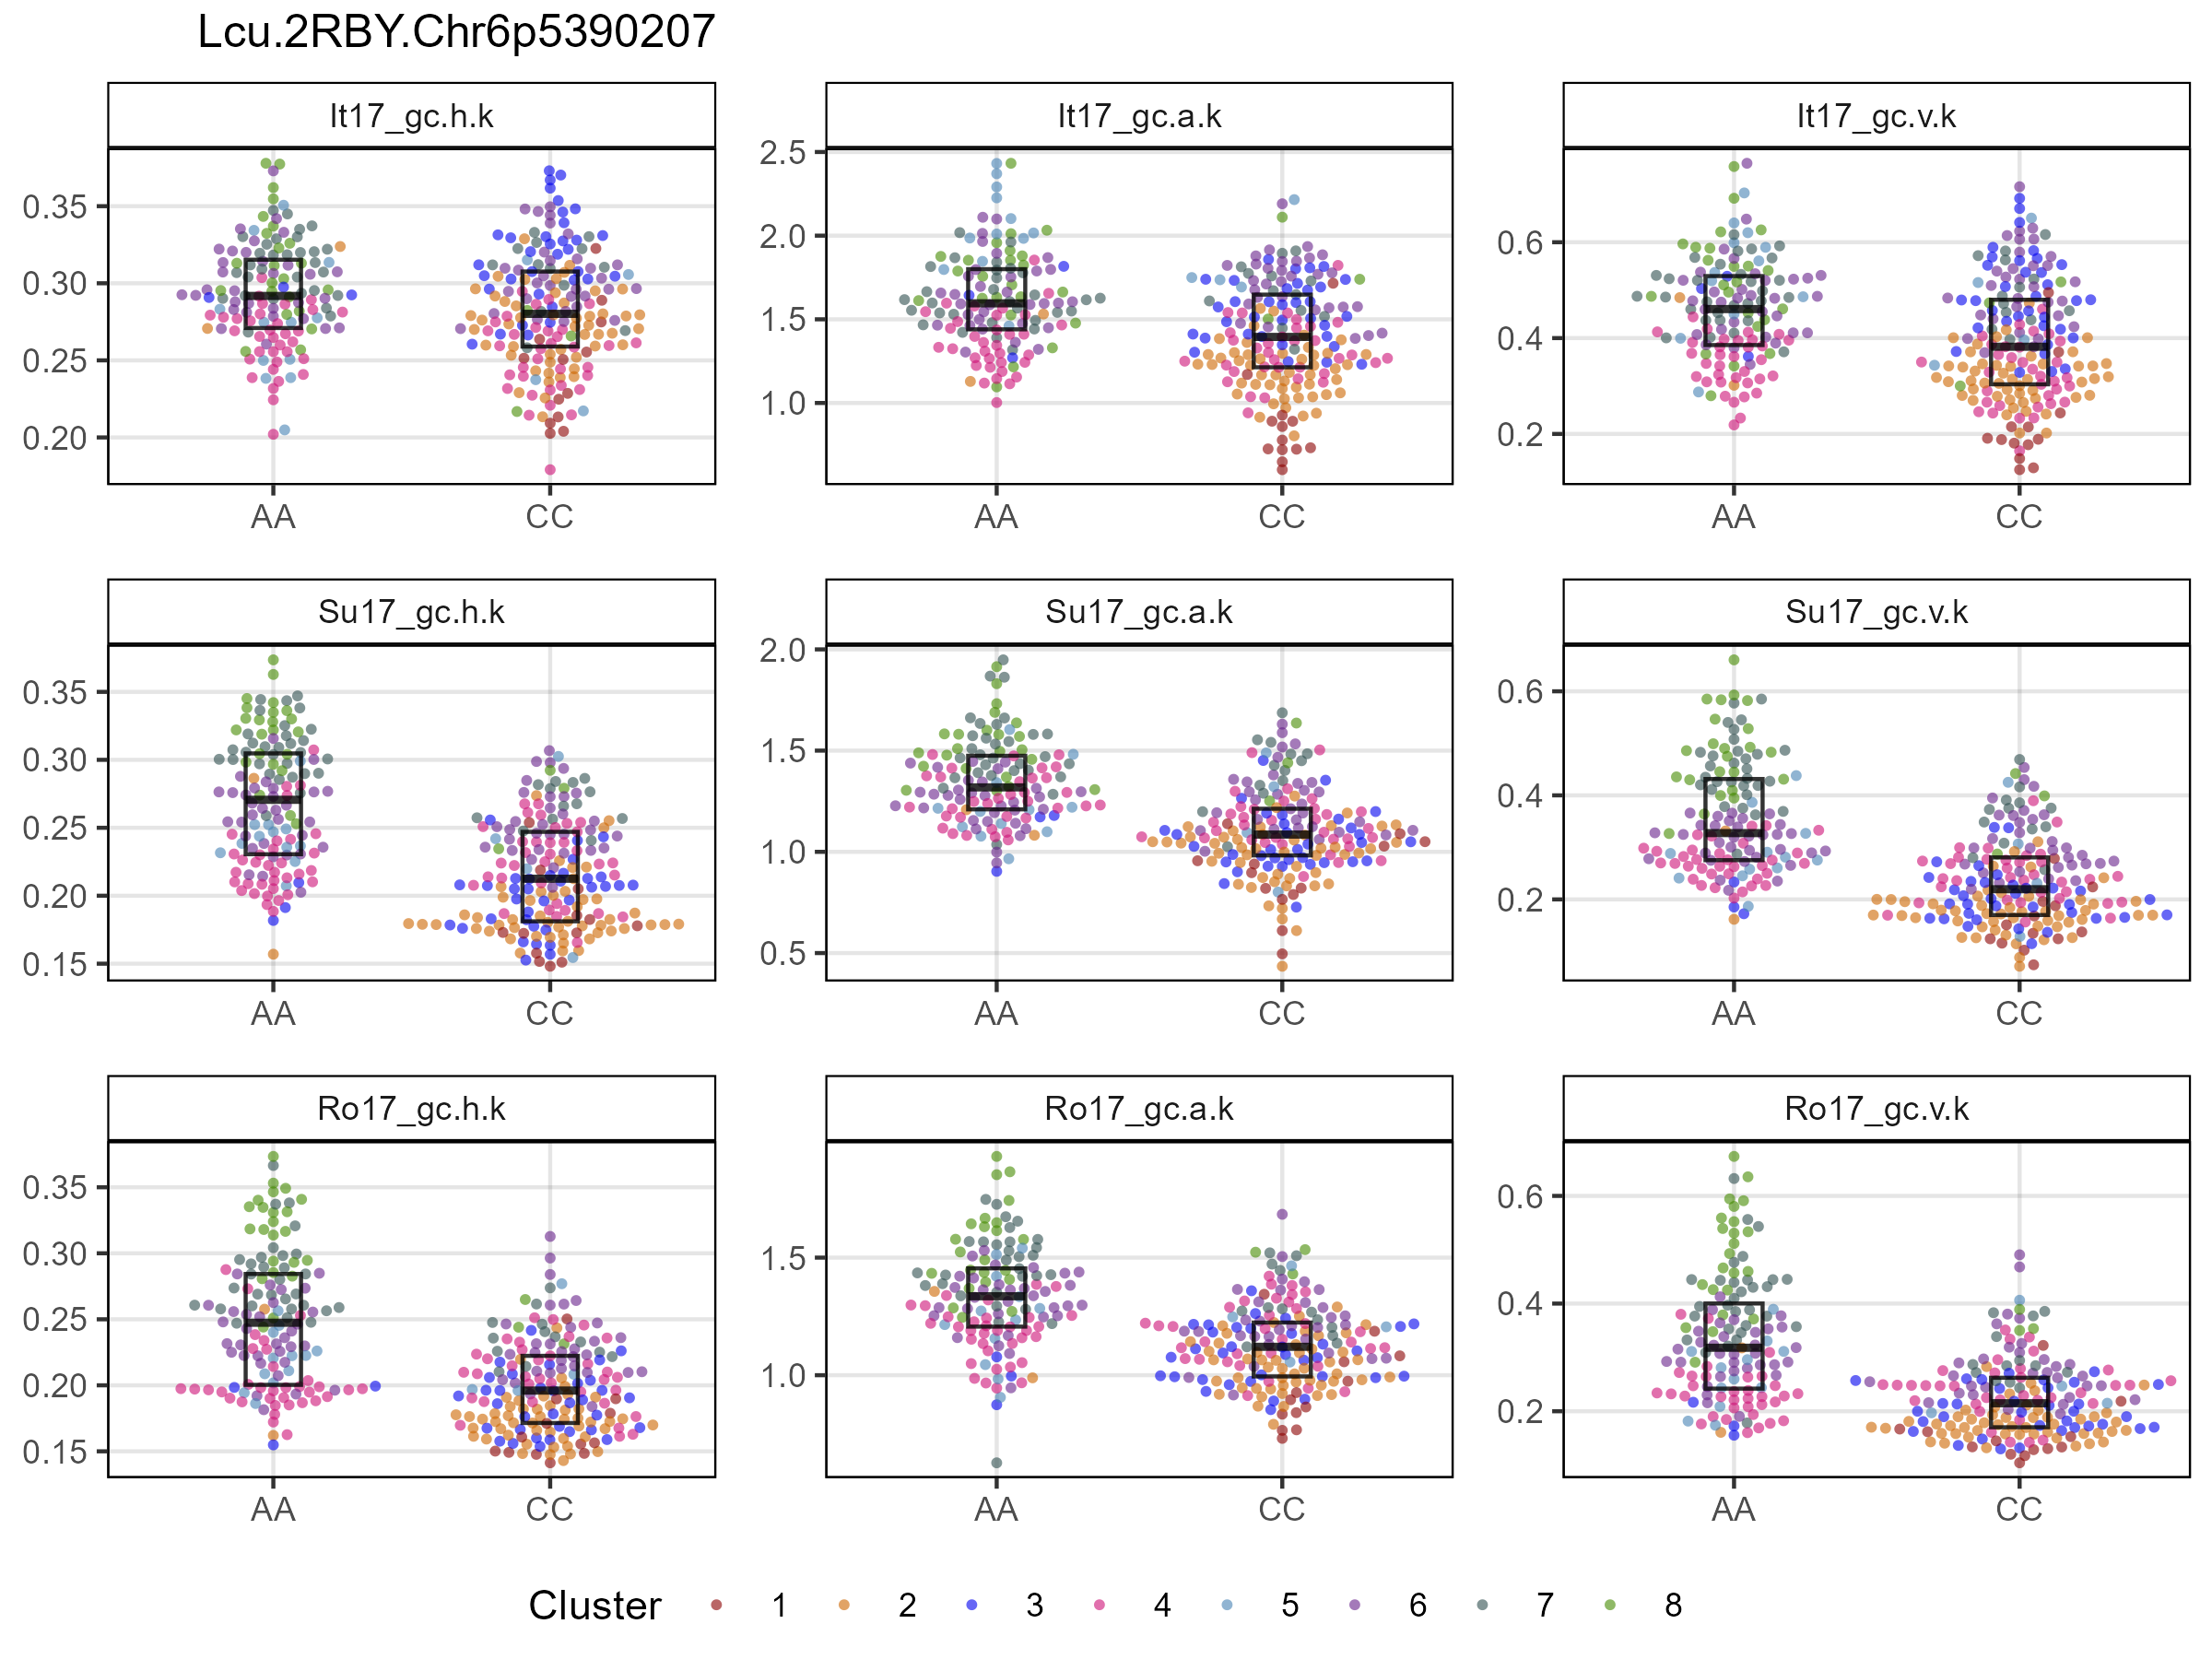 Lcu.2RBY.Chr6p5390207
It17_gc.h.k
It17_gc.a.k
It17_gc.v.k
0.35
0.30
0.25
0.20
AA
CC
2.5
2.0
1.5
1.0
AA
CC
0.6
0.4
0.2
AA
CC
Su17_gc.h.k
Su17_gc.a.k
Su17_gc.v.k
0.35
0.30
0.25
0.20
0.15
AA
CC
2.0
1.5
1.0
0.5
AA
CC
0.6
0.4
0.2
AA
CC
Ro17_gc.h.k
Ro17_gc.a.k
Ro17_gc.v.k
0.35
0.30
0.25
0.20
0.15
AA
CC
1.5
1.0
AA
CC
0.6
0.4
0.2
AA
CC
Cluster 1 2 3 4 5 6 7 8